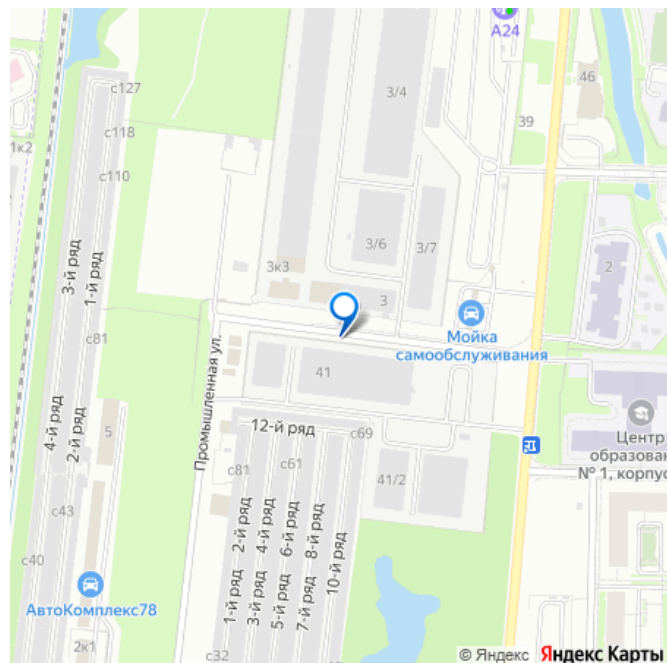 А24
46
с127
3/4
39
с118
1к2
с110
3-й ряд
1-й ряд
3/6
3/7
2
3к3
3
Мойка
самообслуживания
с81
Промышленная ул.
41
4-й ряд
2-й ряд
5
12-й ряд
с69
Центр
образован
№ 1, корпус
с81
с61
41/2
с43
1-й ряд
2-й ряд
3-й ряд
4-й ряд
5-й ряд
6-й ряд
7-й ряд
8-й ряд
10-й ряд
с40
АвтоКомплекс78
2к1
с32
© Яндекс Яндекс Карты